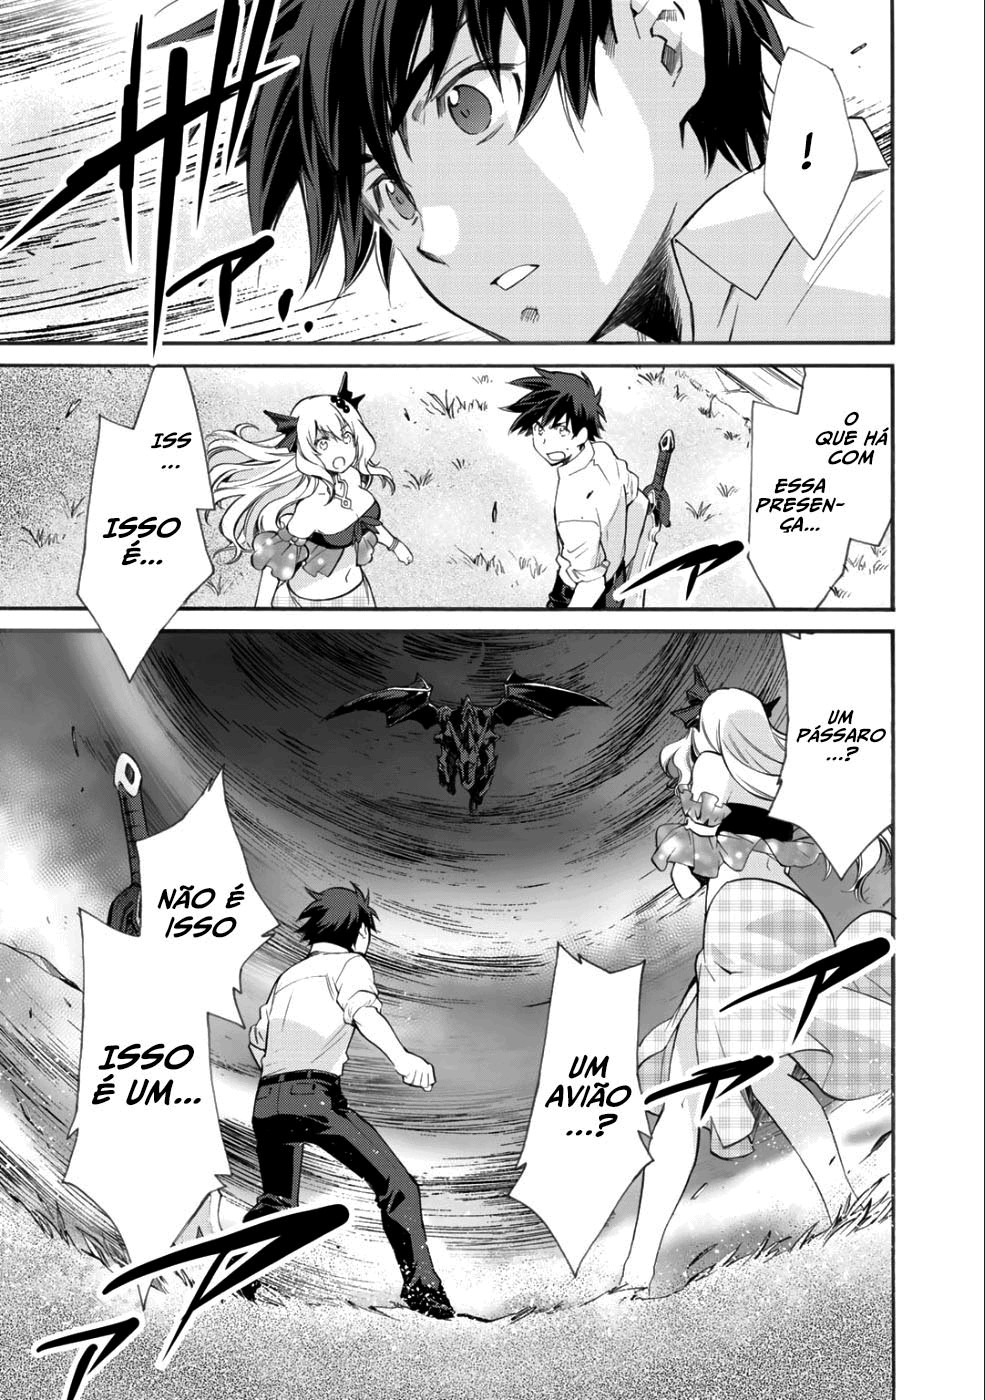 !
O
QUE HÁ
COM
ESSA
PRESEN-
ÇA...
ISS
...
ISSO
É...
UM
PÁSSARO
...?
UM
AVIÃO
...?
NÃO É
ISSO
ISSO
É UM...